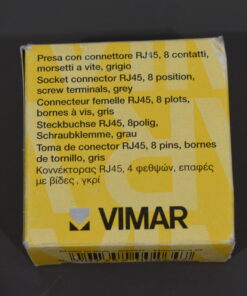 Presa con connettore RJ45, 8 contatti,
morsetti a vite, grigio
Socket connector RJ45, 8 position,
screw terminals, grey
Connecteur femelle RJ45, 8 plots,
bornes à vis, gris
Steckbuchse RJ45, 8polig,
Schraubklemme, grau
Toma de conector RJ45, 8 pins, bornes
de tornillo, gris
Κοννέκτορας RJ45, 4 φεθψών, επαφές
με βίδες, γκρί
VIMAR